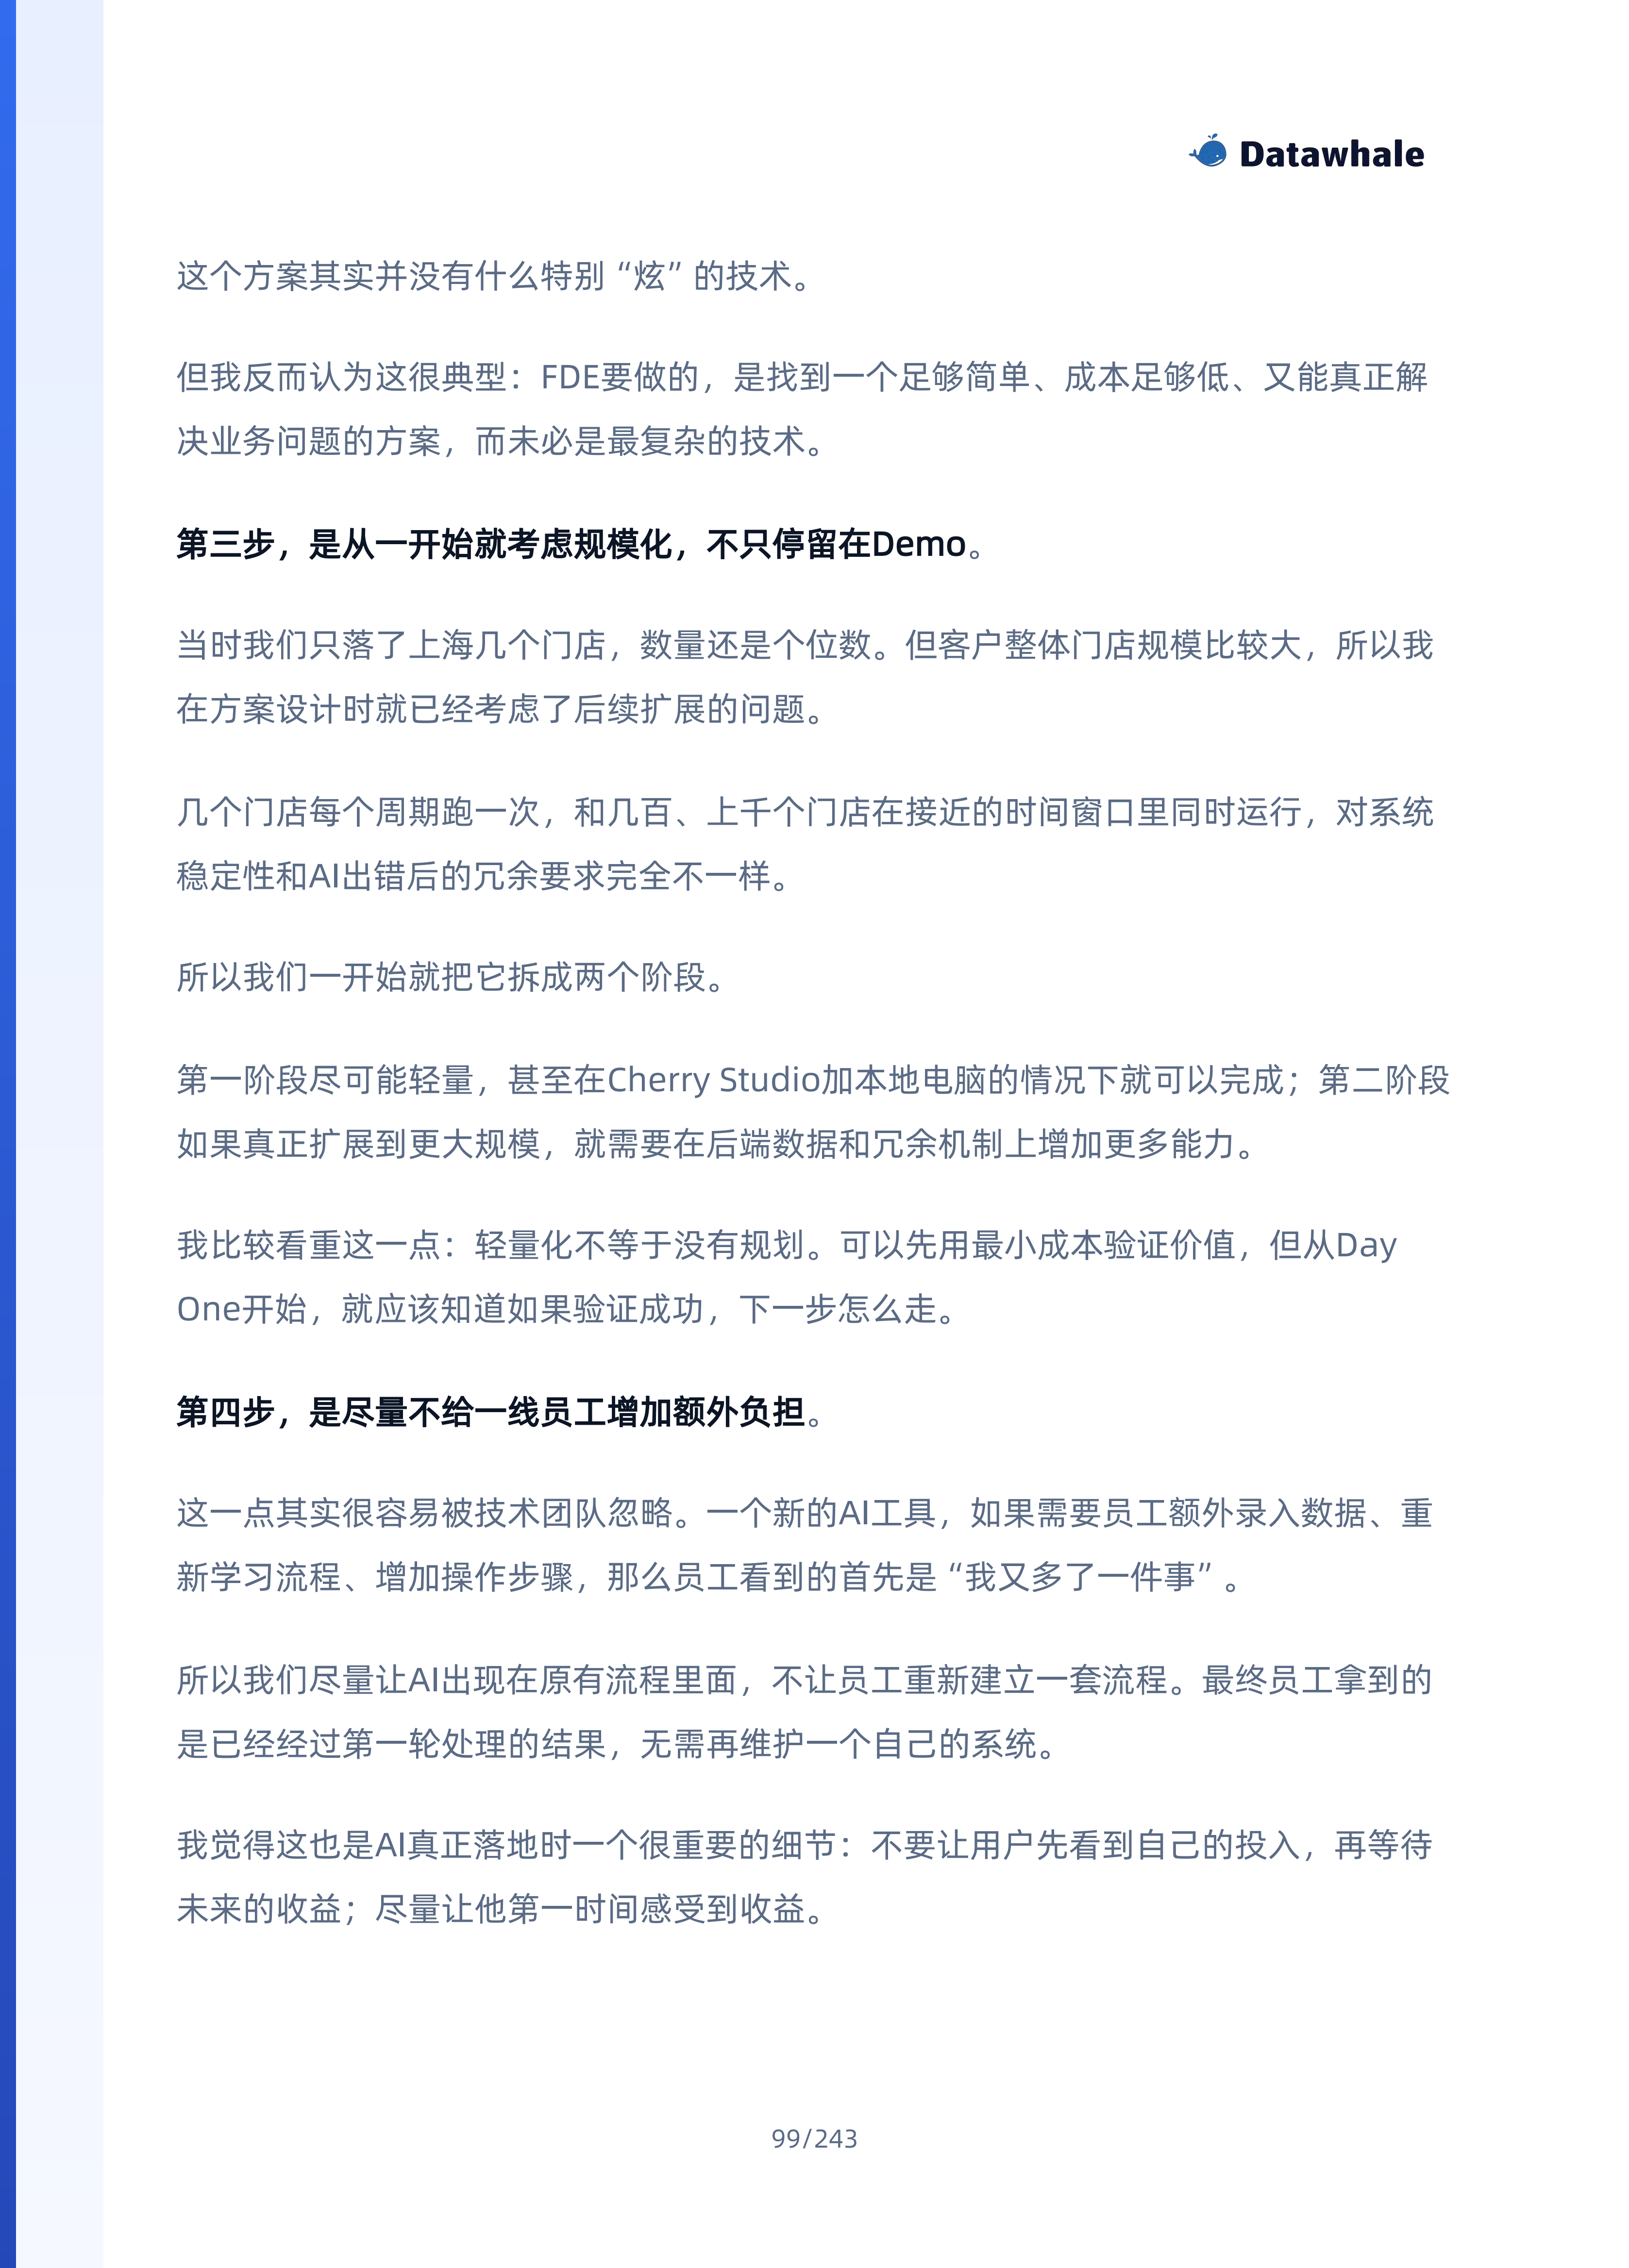 Datawhale
这个方案其实并没有什么特别“炫”的技术。
但我反而认为这很典型：FDE要做的，是找到一个足够简单、成本足够低、又能真正解
决业务问题的方案，而未必是最复杂的技术。
第三步，是从一开始就考虑规模化，不只停留在Demo。
当时我们只落了上海几个门店，数量还是个位数。但客户整体门店规模比较大，所以我
在方案设计时就已经考虑了后续扩展的问题。
几个门店每个周期跑一次，和几百、上千个门店在接近的时间窗口里同时运行，对系统
稳定性和AI出错后的冗余要求完全不一样。
所以我们一开始就把它拆成两个阶段。
第一阶段尽可能轻量，甚至在Cherry Studio加本地电脑的情况下就可以完成；第二阶段
如果真正扩展到更大规模，就需要在后端数据和冗余机制上增加更多能力。
我比较看重这一点：轻量化不等于没有规划。可以先用最小成本验证价值，但从Day
One开始，就应该知道如果验证成功，下一步怎么走。
第四步，是尽量不给一线员工增加额外负担。
这一点其实很容易被技术团队忽略。一个新的AI工具，如果需要员工额外录入数据、重
新学习流程、增加操作步骤，那么员工看到的首先是“我又多了一件事”。
所以我们尽量让AI出现在原有流程里面，不让员工重新建立一套流程。最终员工拿到的
是已经经过第一轮处理的结果，无需再维护一个自己的系统。
我觉得这也是AI真正落地时一个很重要的细节：不要让用户先看到自己的投入，再等待
未来的收益；尽量让他第一时间感受到收益。
99/243